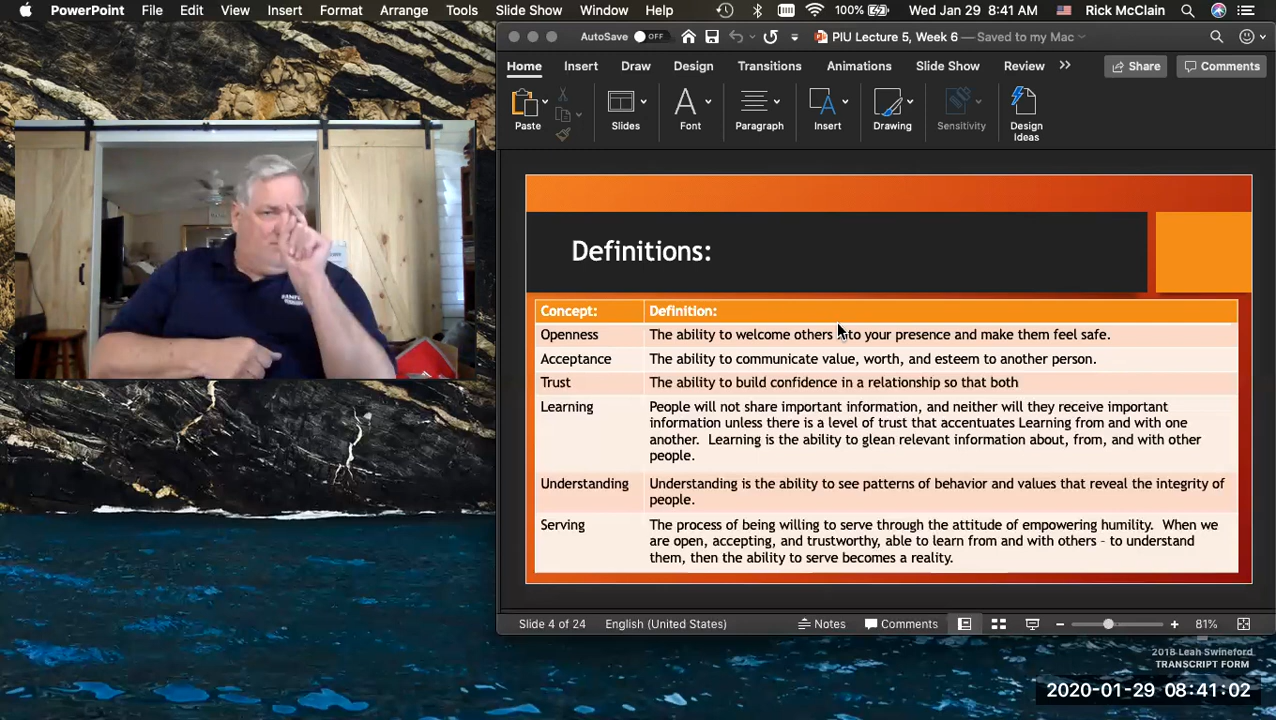 PowerPoint File Edit View Insert Format Arrange Tools Slide Show Window Help 100% Wed Jan 29 8:41 AM Rick McClain
AutoSave OFF PIU Lecture 5, Week 6 — Saved to my Mac
Home Insert Draw Design Transitions Animations Slide Show Review Share Comments
Paste Slides Font Paragraph Insert Drawing Sensitivity Design
Ideas
Definitions:
Concept: Definition:
Openness The ability to welcome others to your presence and make them feel safe.
Acceptance The ability to communicate value, worth, and esteem to another person.
Trust The ability to build confidence in a relationship so that both
Learning People will not share important information, and neither will they receive important
information unless there is a level of trust that accentuates Learning from and with one
another. Learning is the ability to glean relevant information about, from, and with other
people.
Understanding Understanding is the ability to see patterns of behavior and values that reveal the integrity of
people.
Serving The process of being willing to serve through the attitude of empowering humility. When we
are open, accepting, and trustworthy, able to learn from and with others – to understand
them, then the ability to serve becomes a reality.
Slide 4 of 24 English (United States) Notes Comments 81%
2018 Leah Swineford
TRANSCRIPT FORM
2020-01-29 08:41:02